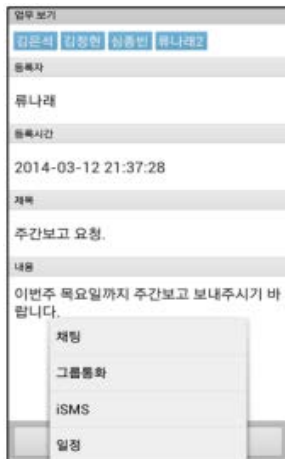 업무 보기
김은석 김정현 심종빈 류나래2
등록자
류나래
등록시간
2014-03-12 21:37:28
제목
주간보고 요청.
내용
이번주 목요일까지 주간보고 보내주시기 바
랍니다.
채팅
그룹통화
iSMS
일정